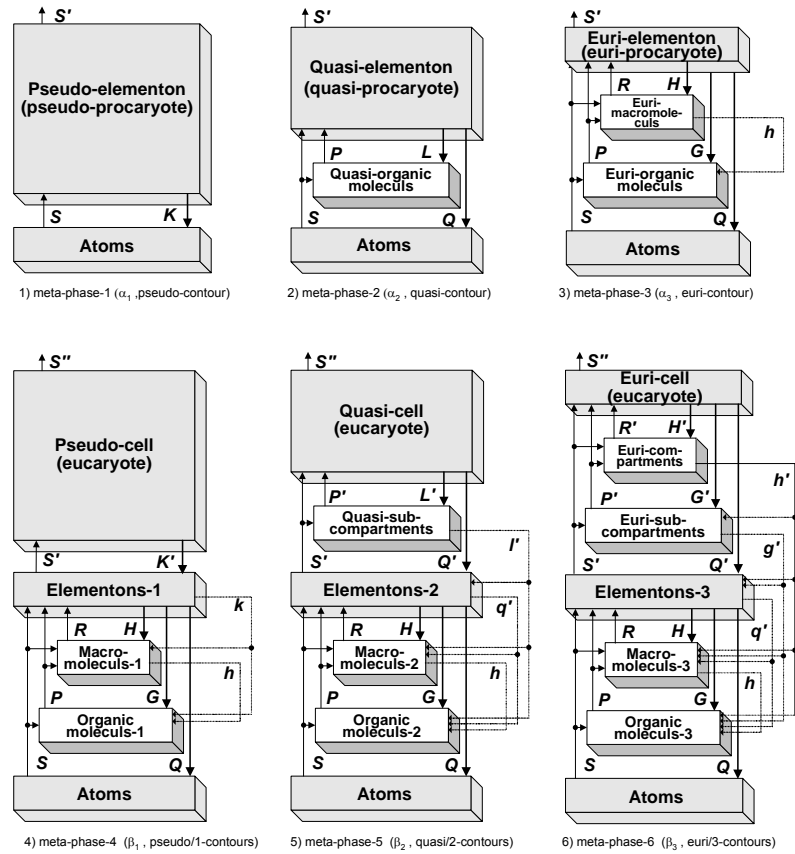 S'
Pseudo-elementon
(pseudo-procaryote)
S
K
Atoms
1) meta-phase-1 (α1 ,pseudo-contour)
S'
Quasi-elementon
(quasi-procaryote)
P
L
Quasi-organic
moleculs
S
Q
Atoms
2) meta-phase-2 (α2 , quasi-contour)
S'
Euri-elementon
(euri-procaryote)
R
H
Euri-
macromole-
culs
h
P
G
Euri-organic
moleculs
S
Q
Atoms
3) meta-phase-3 (α3 , euri-contour)
S"
Pseudo-cell
(eucaryote)
S'
K'
Elementons-1
k
R
H
Macro-
moleculs-1
h
P
G
Organic
moleculs-1
S
Q
Atoms
4) meta-phase-4 (β1 , pseudo/1-contours)
S"
Quasi-cell
(eucaryote)
P'
L'
Quasi-sub-
compartments
l'
S'
Q'
Elementons-2
q'
R
H
Macro-
moleculs-2
h
P
G
Organic
moleculs-2
S
Q
Atoms
5) meta-phase-5 (β2 , quasi/2-contours)
S"
Euri-cell
(eucaryote)
R'
H'
Euri-com-
partments
h'
P'
G'
Euri-sub-
compartments
g'
S'
Q'
Elementons-3
q'
R
H
Macro-
moleculs-3
h
P
G
Organic
moleculs-3
S
Q
Atoms
6) meta-phase-6 (β3 , euri/3-contours)